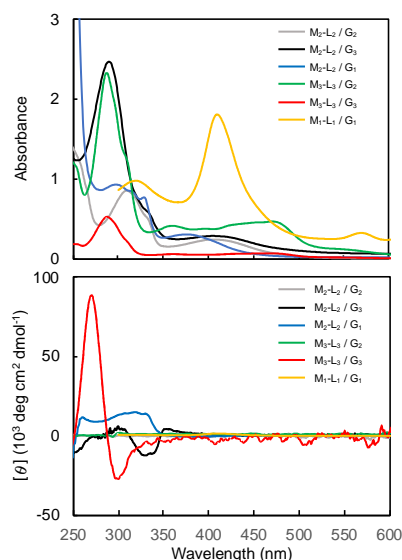 3
2
1
0
Absorbance
M₂-L₂ / G₂
M₂-L₂ / G₃
M₂-L₂ / G₁
M₃-L₃ / G₂
M₃-L₃ / G₃
M₁-L₁ / G₁
100
50
0
-50
[θ] (10³ deg cm² dmol⁻¹)
M₂-L₂ / G₂
M₂-L₂ / G₃
M₂-L₂ / G₁
M₃-L₃ / G₂
M₃-L₃ / G₃
M₁-L₁ / G₁
250 300 350 400 450 500 550 600
Wavelength (nm)